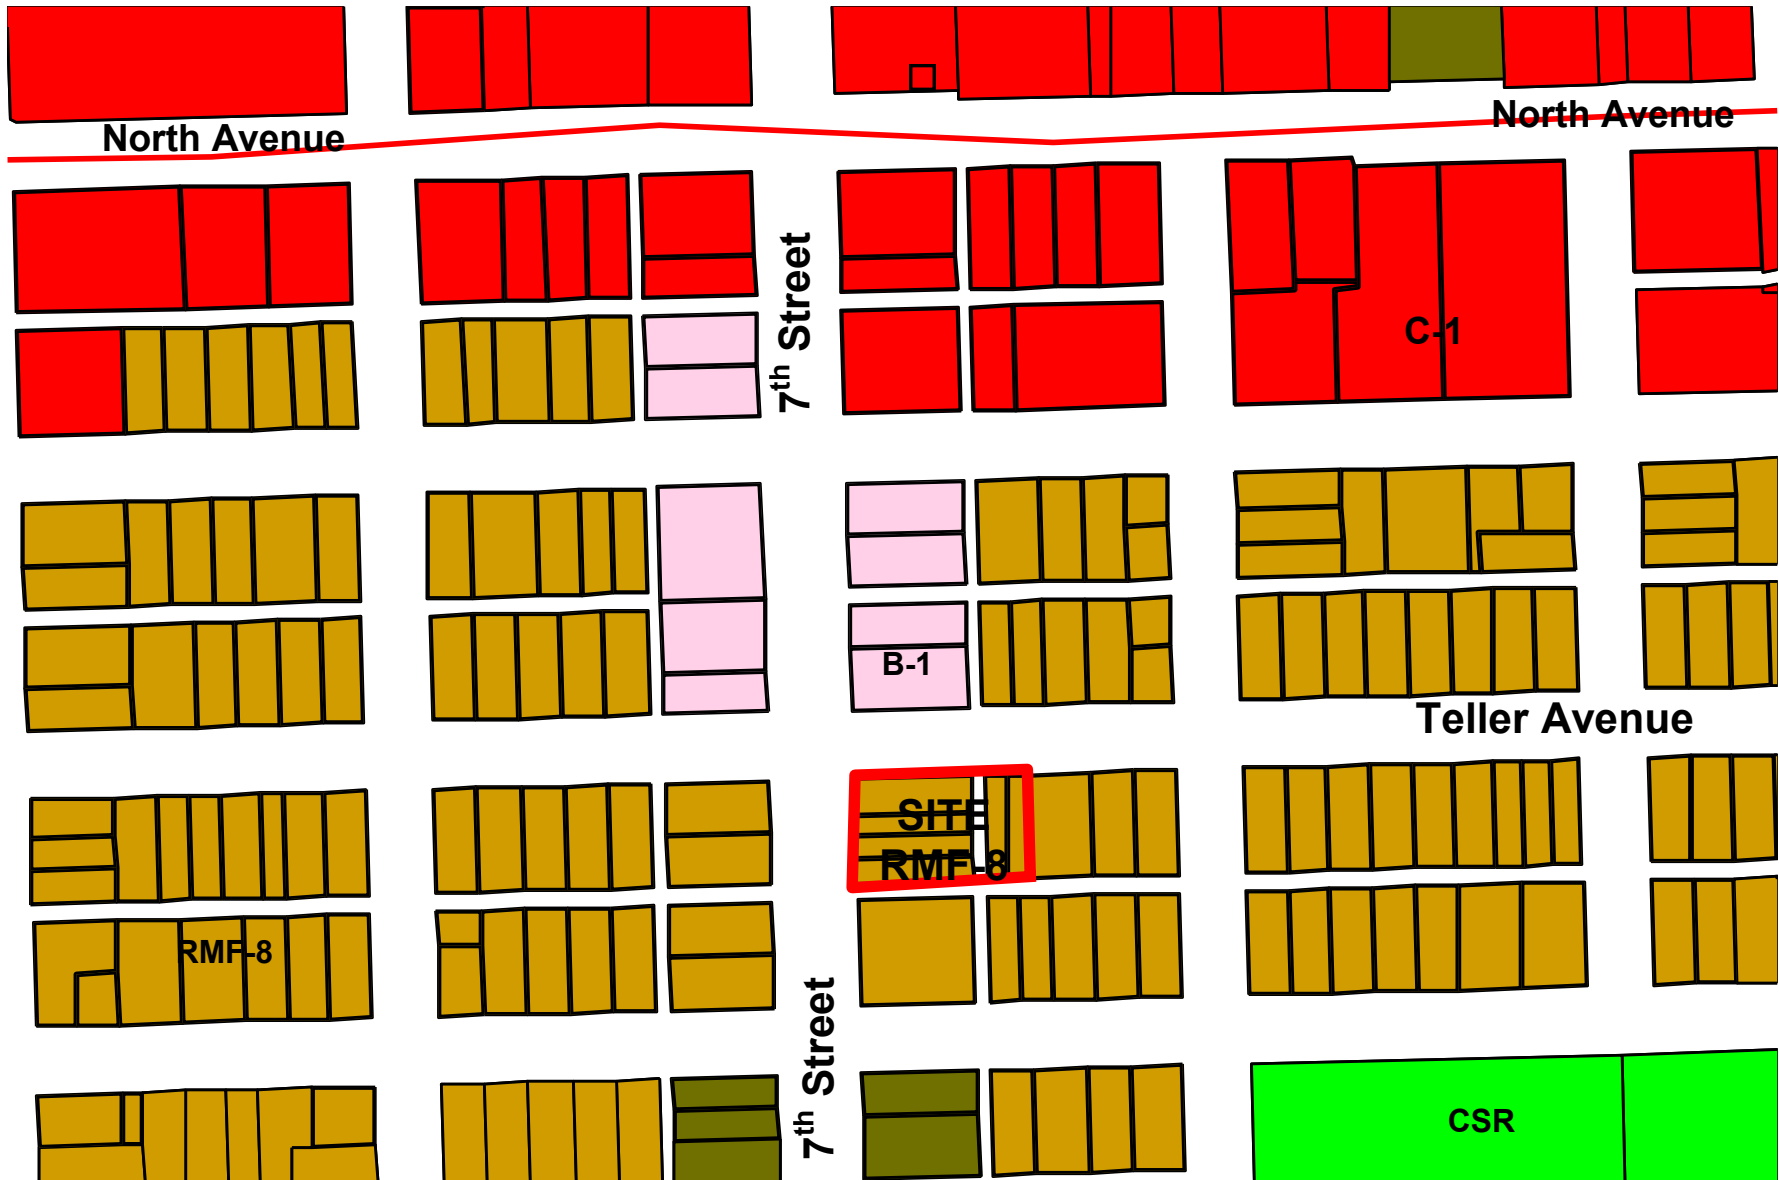 North Avenue
North Avenue
7th Street
C-1
B-1
Teller Avenue
SITE
RMF-8
RMF-8
7th Street
CSR